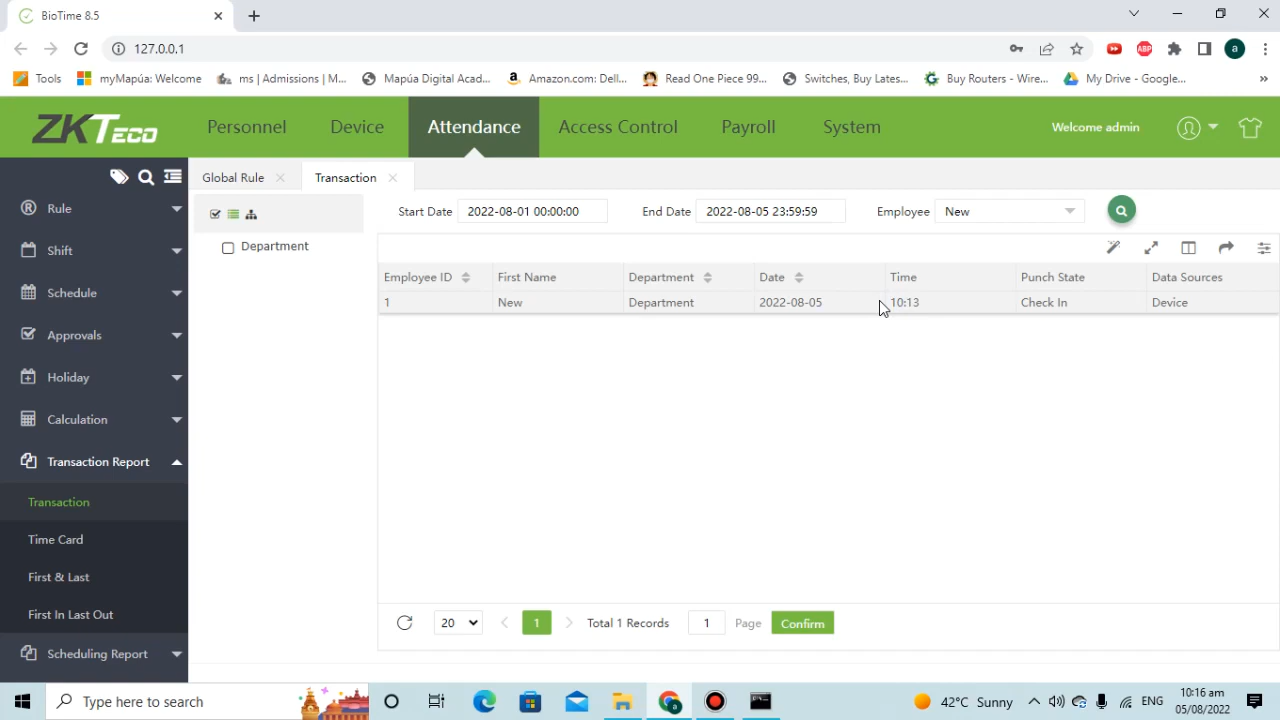 BioTime 8.5
127.0.0.1
a
Tools
myMapúa: Welcome
ms | Admissions | M...
Mapúa Digital Acad...
Amazon.com: Dell...
Read One Piece 99...
Switches, Buy Lates...
Buy Routers - Wire...
My Drive - Google...
»
ABP
ZKTeco
Personnel
Device
Attendance
Access Control
Payroll
System
Welcome admin
Global Rule
Transaction
Rule
Shift
Schedule
Approvals
Holiday
Calculation
Transaction Report
Transaction
Time Card
First & Last
First In Last Out
Scheduling Report
Department
Start Date 2022-08-01 00:00:00 End Date 2022-08-05 23:59:59 Employee New
Employee ID First Name Department Date Time Punch State Data Sources
1 New Department 2022-08-05 10:13 Check In Device
20 1 Total 1 Records 1 Page Confirm
Type here to search
42°C Sunny
ENG
10:16 am
05/08/2022